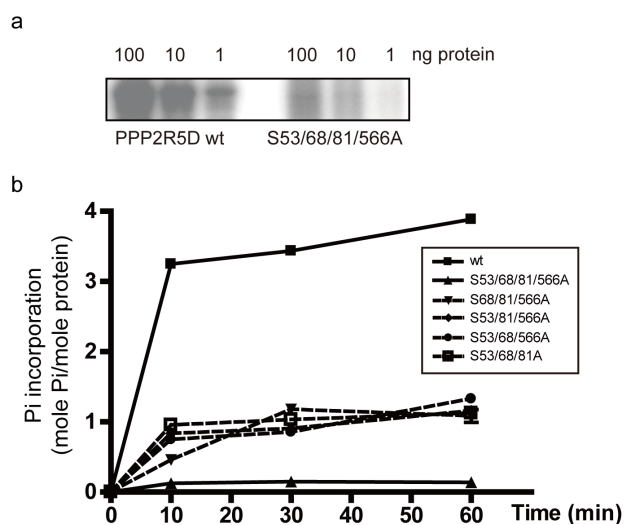 a
100 10 1 100 10 1 ng protein
PPP2R5D wt S53/68/81/566A
b
Pi incorporation
(mole Pi/mole protein)
4
3
2
1
0
wt
S53/68/81/566A
S68/81/566A
S53/81/566A
S53/68/566A
S53/68/81A
0 10 20 30 40 50 60 Time (min)